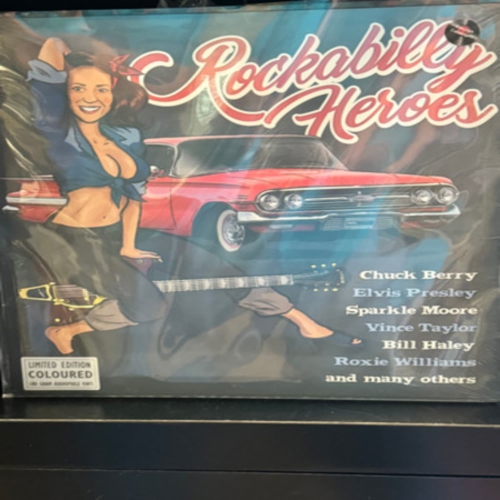 Rockabilly
Heroes
Chuck Berry
Elvis Presley
Sparkle Moore
Vince Taylor
Bill Haley
Roxie Williams
and many others
LIMITED EDITION
COLOURED